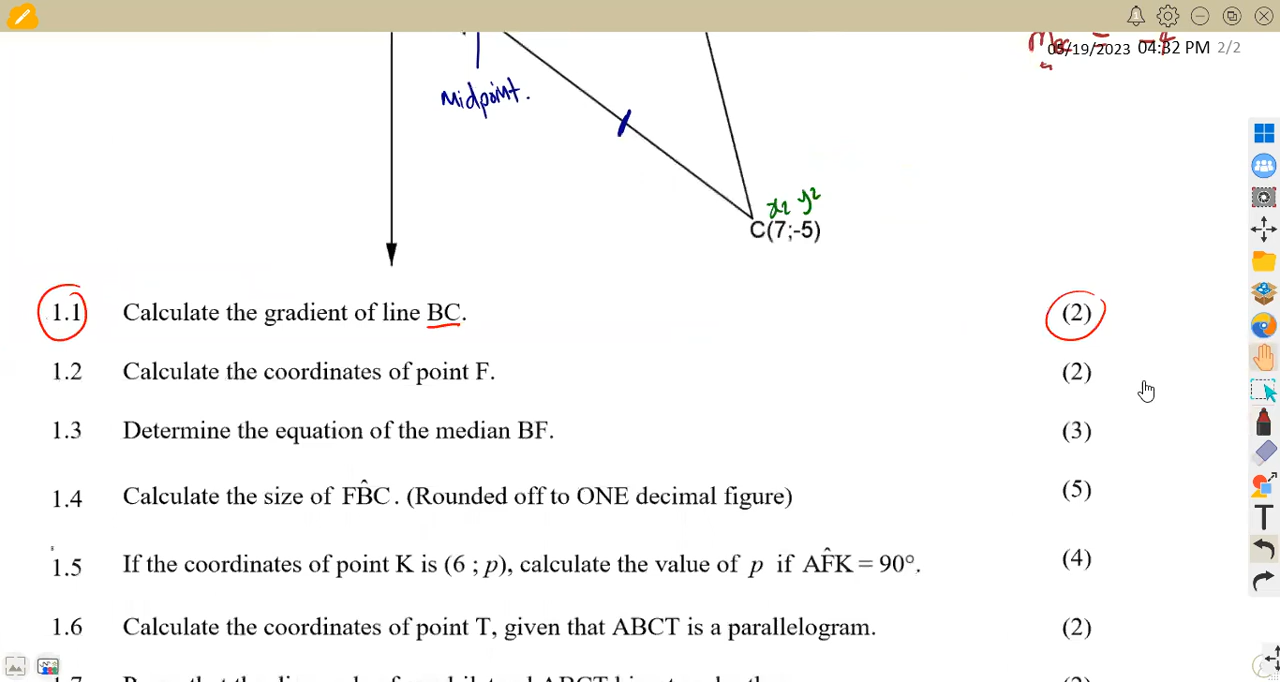 05/19/2023 04:32 PM 2/2
Midpoint.
x2 y2
C(7;-5)
1.1 Calculate the gradient of line BC. (2)
1.2 Calculate the coordinates of point F. (2)
1.3 Determine the equation of the median BF. (3)
1.4 Calculate the size of FB̂C. (Rounded off to ONE decimal figure) (5)
1.5 If the coordinates of point K is (6 ; p), calculate the value of p if AF̂K = 90°. (4)
1.6 Calculate the coordinates of point T, given that ABCT is a parallelogram. (2)
T